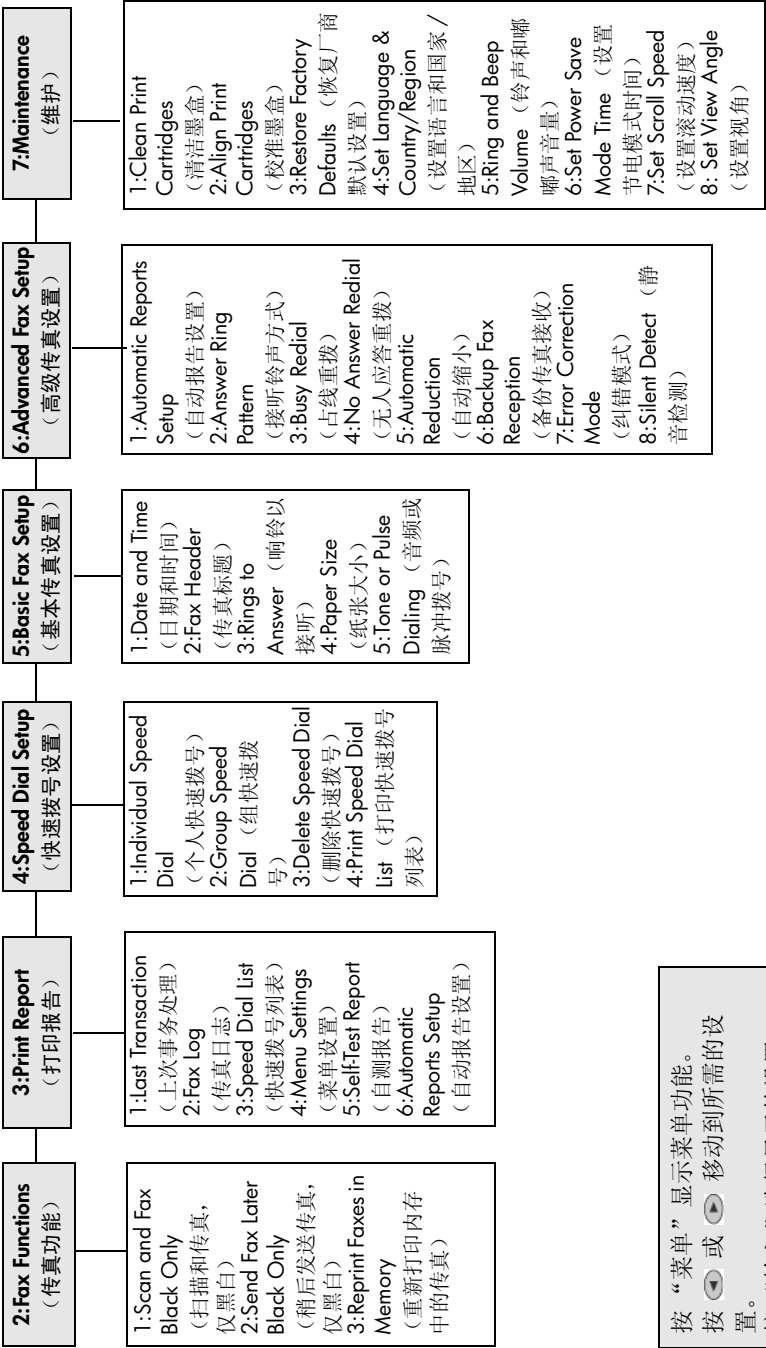 2:Fax Functions
（传真功能）
1:Scan and Fax
Black Only
（扫描和传真，
仅黑白）
2:Send Fax Later
Black Only
（稍后发送传真，
仅黑白）
3:Reprint Faxes in
Memory
（重新打印内存
中的传真）
3:Print Report
（打印报告）
1:Last Transaction
（上次事务处理）
2:Fax Log
（传真日志）
3:Speed Dial List
（快速拨号列表）
4:Menu Settings
（菜单设置）
5:Self-Test Report
（自测报告）
6:Automatic
Reports Setup
（自动报告设置）
4:Speed Dial Setup
（快速拨号设置）
1:Individual Speed
Dial
（个人快速拨号）
2:Group Speed
Dial（组快速拨
号）
3:Delete Speed Dial
（删除快速拨号）
4:Print Speed Dial
List（打印快速拨号
列表）
5:Basic Fax Setup
（基本传真设置）
1:Date and Time
（日期和时间）
2:Fax Header
（传真标题）
3:Rings to
Answer（响铃以
接听）
4:Paper Size
（纸张大小）
5:Tone or Pulse
Dialing（音频或
脉冲拨号）
6:Advanced Fax Setup
（高级传真设置）
1:Automatic Reports
Setup
（自动报告设置）
2:Answer Ring
Pattern
（接听铃声方式）
3:Busy Redial
（占线重拨）
4:No Answer Redial
（无人应答重拨）
5:Automatic
Reduction
（自动缩小）
6:Backup Fax
Reception
（备份传真接收）
7:Error Correction
Mode
（纠错模式）
8:Silent Detect（静
音检测）
7:Maintenance
（维护）
1:Clean Print
Cartridges
（清洁墨盒）
2:Align Print
Cartridges
（校准墨盒）
3:Restore Factory
Defaults（恢复厂商
默认设置）
4:Set Language &
Country/Region
（设置语言和国家/
地区）
5:Ring and Beep
Volume（铃声和嘟
嘟声音量）
6:Set Power Save
Mode Time（设置
节电模式时间）
7:Set Scroll Speed
（设置滚动速度）
8: Set View Angle
（设置视角）
按“菜单”显示菜单功能。
按 或 移动到所需的设
置。